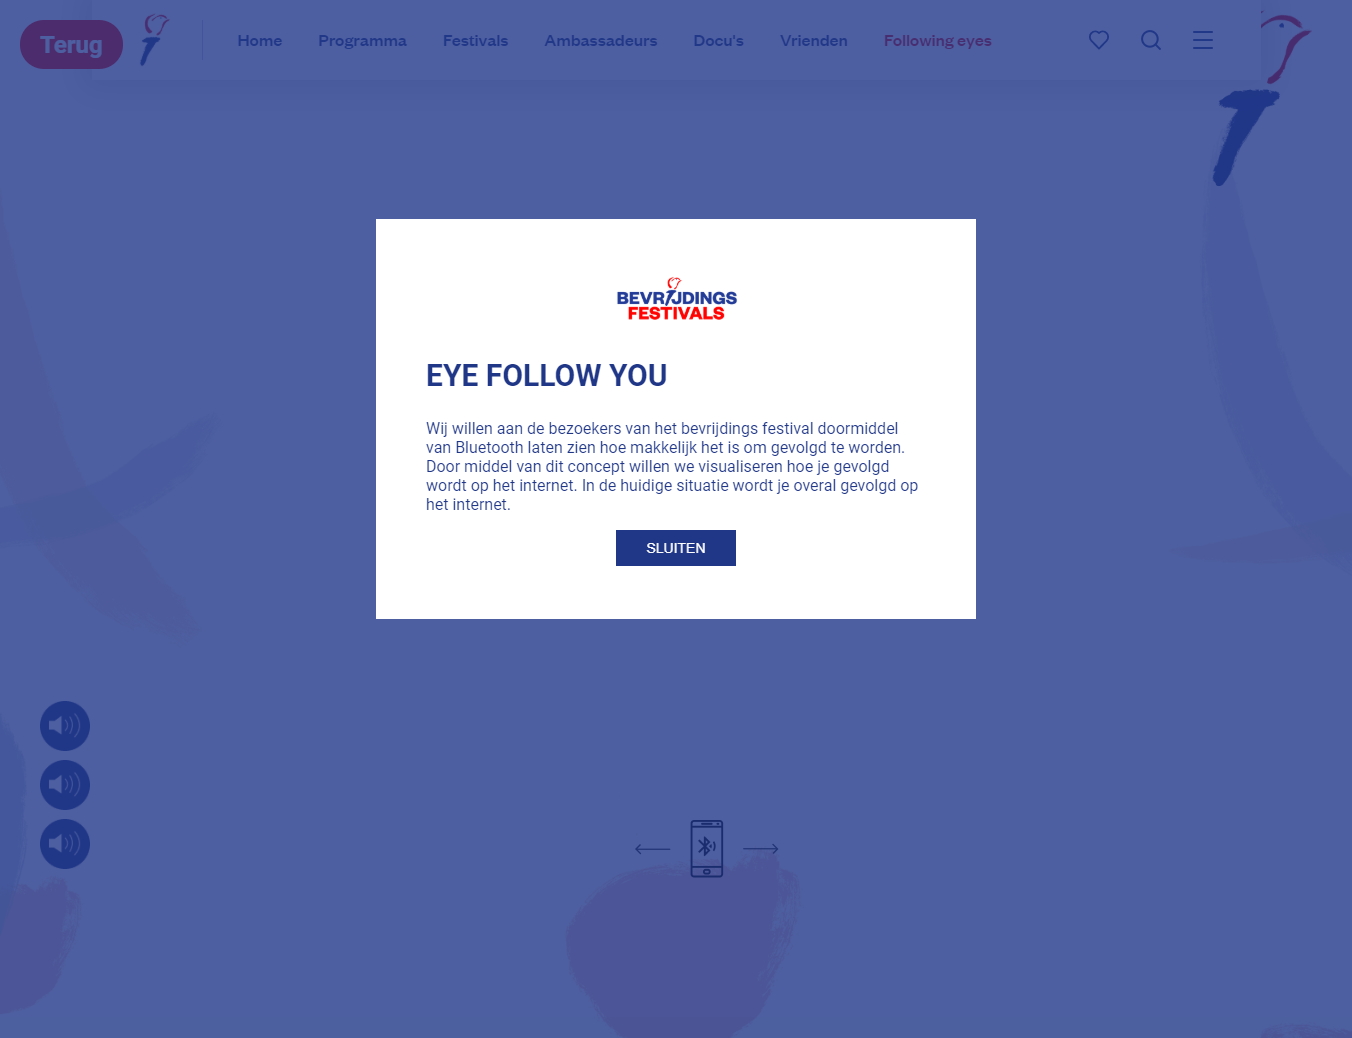 Terug
Home Programma Festivals Ambassadeurs Docu's Vrienden Following eyes
BEVRIJDINGS
FESTIVALS
EYE FOLLOW YOU
Wij willen aan de bezoekers van het bevrijdings festival doormiddel
van Bluetooth laten zien hoe makkelijk het is om gevolgd te worden.
Door middel van dit concept willen we visualiseren hoe je gevolgd
wordt op het internet. In de huidige situatie wordt je overal gevolgd op
het internet.
SLUITEN